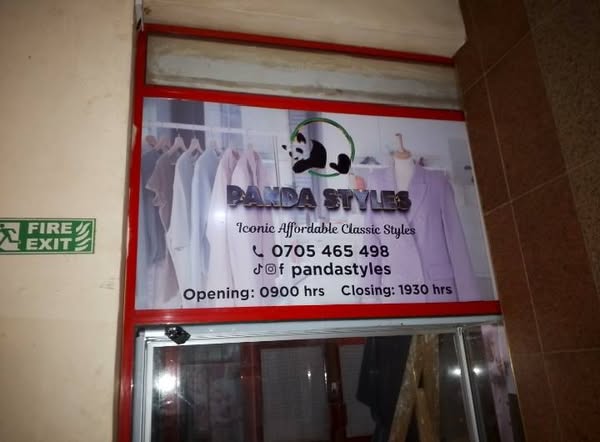 PANDA STYLES
Iconic Affordable Classic Styles
0705 465 498
pandastyles
Opening: 0900 hrs Closing: 1930 hrs
FIRE
EXIT